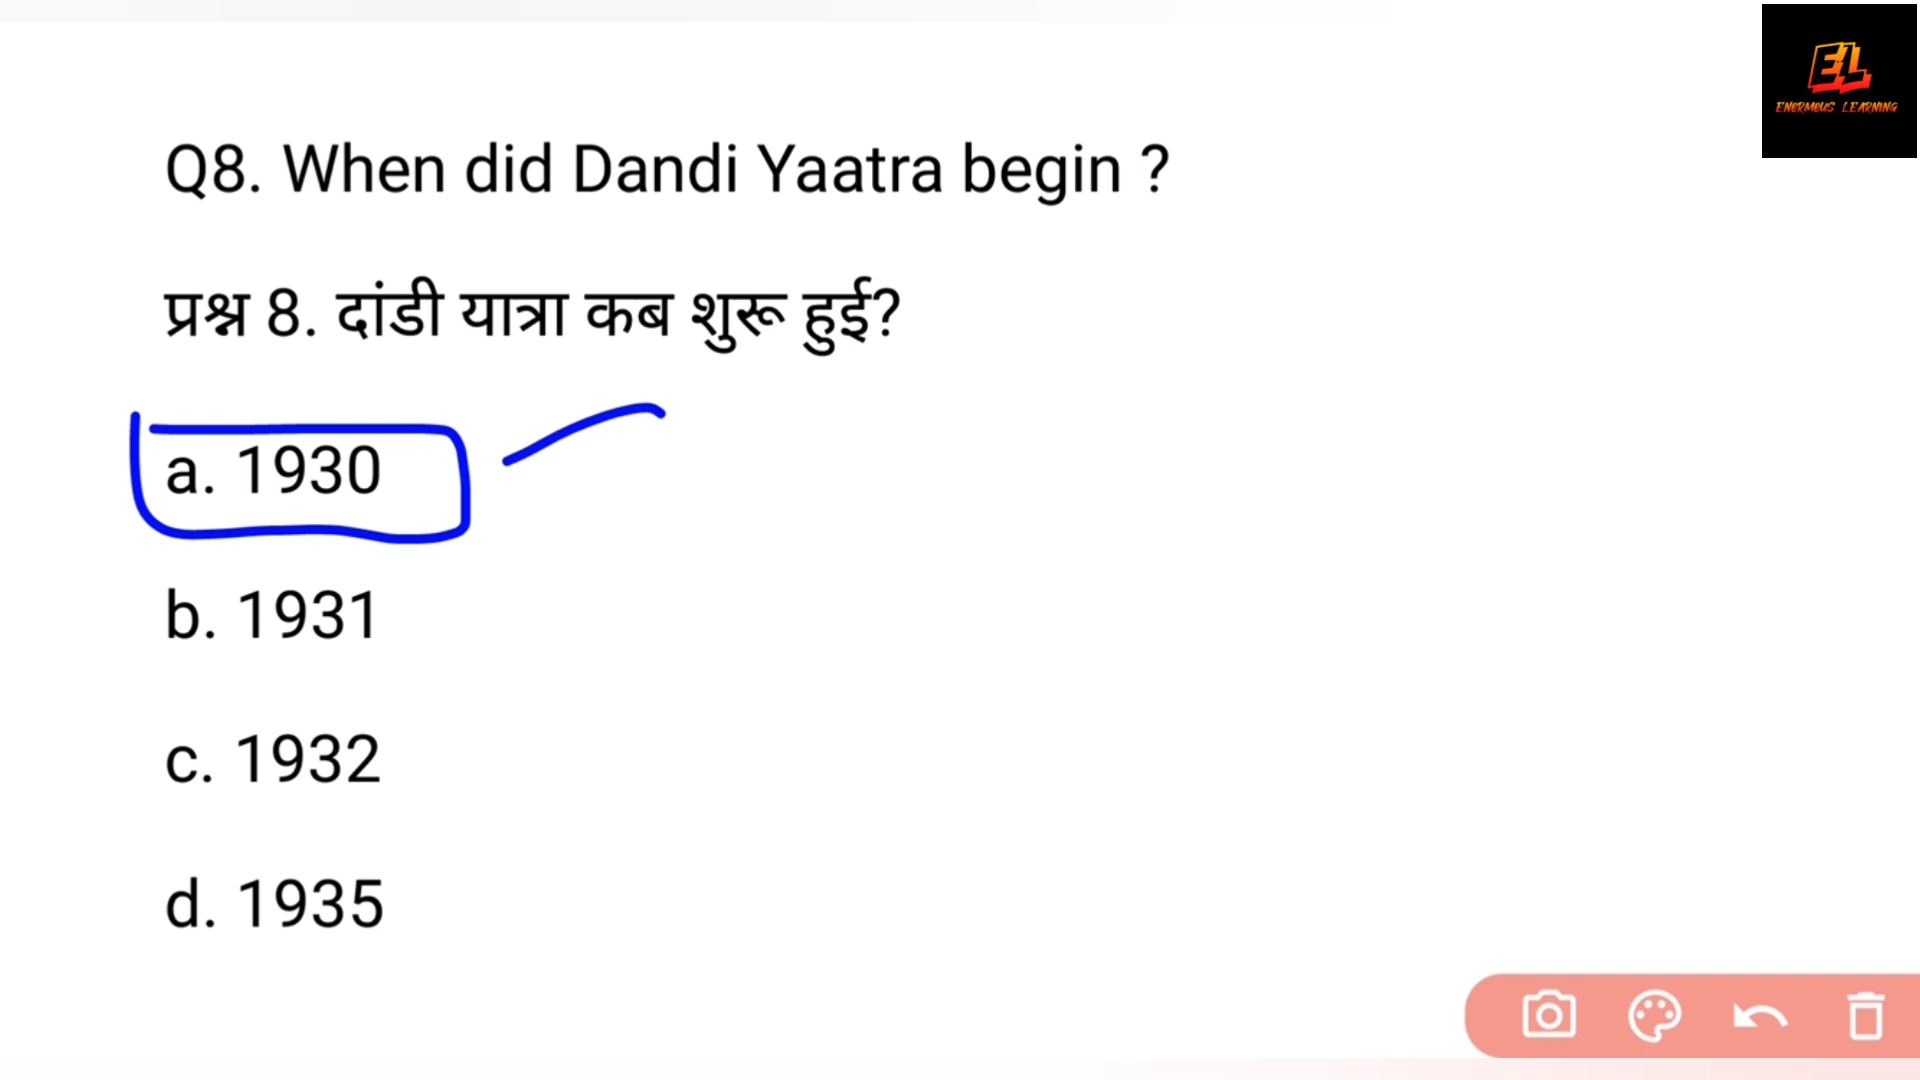 EL
ENORMOUS LEARNING
Q8. When did Dandi Yaatra begin ?
प्रश्न 8. दांडी यात्रा कब शुरू हुई?
a. 1930
b. 1931
c. 1932
d. 1935